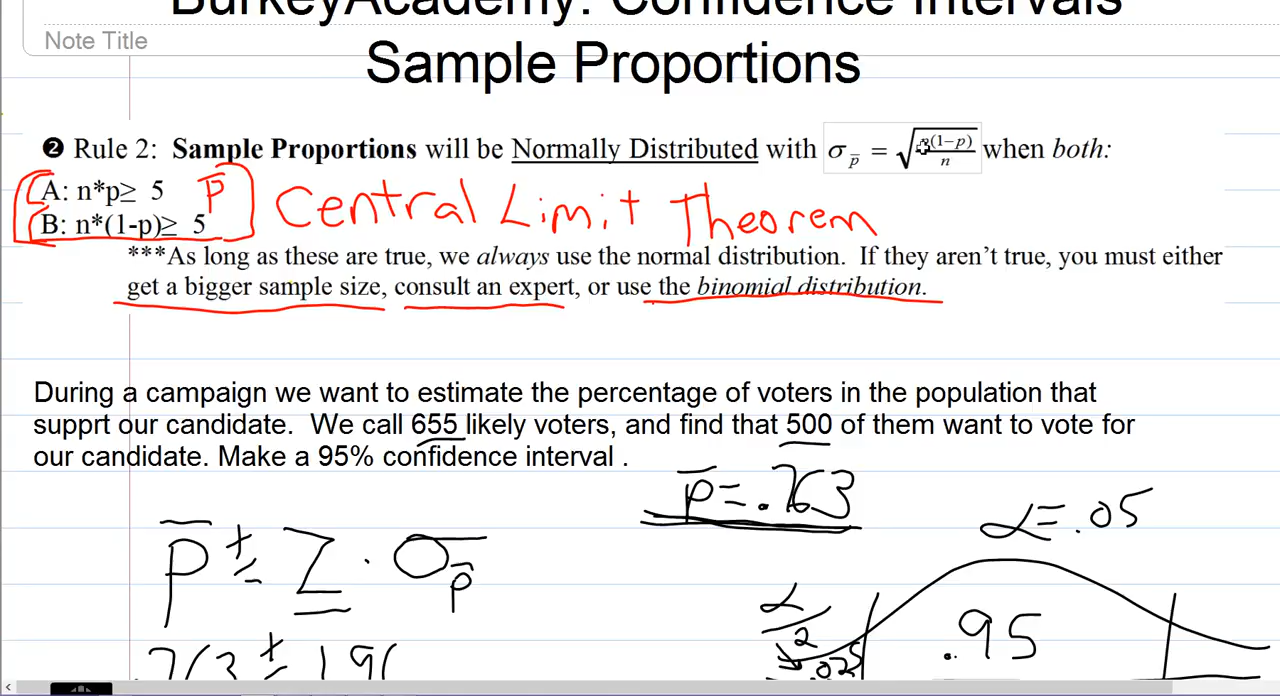 BurkeyAcademy: Confidence Intervals
Note Title
Sample Proportions
❷ Rule 2: Sample Proportions will be Normally Distributed with σp̅ = √(p(1−p)/n) when both:
A: n*p≥ 5 p̅
B: n*(1-p)≥ 5
Central Limit Theorem
***As long as these are true, we always use the normal distribution. If they aren't true, you must either
get a bigger sample size, consult an expert, or use the binomial distribution.
During a campaign we want to estimate the percentage of voters in the population that
supprt our candidate. We call 655 likely voters, and find that 500 of them want to vote for
our candidate. Make a 95% confidence interval .
p̅ = .763
α = .05
p̅ ± Z · σp̅
α/2
.95
.025
.763 ± 1.96